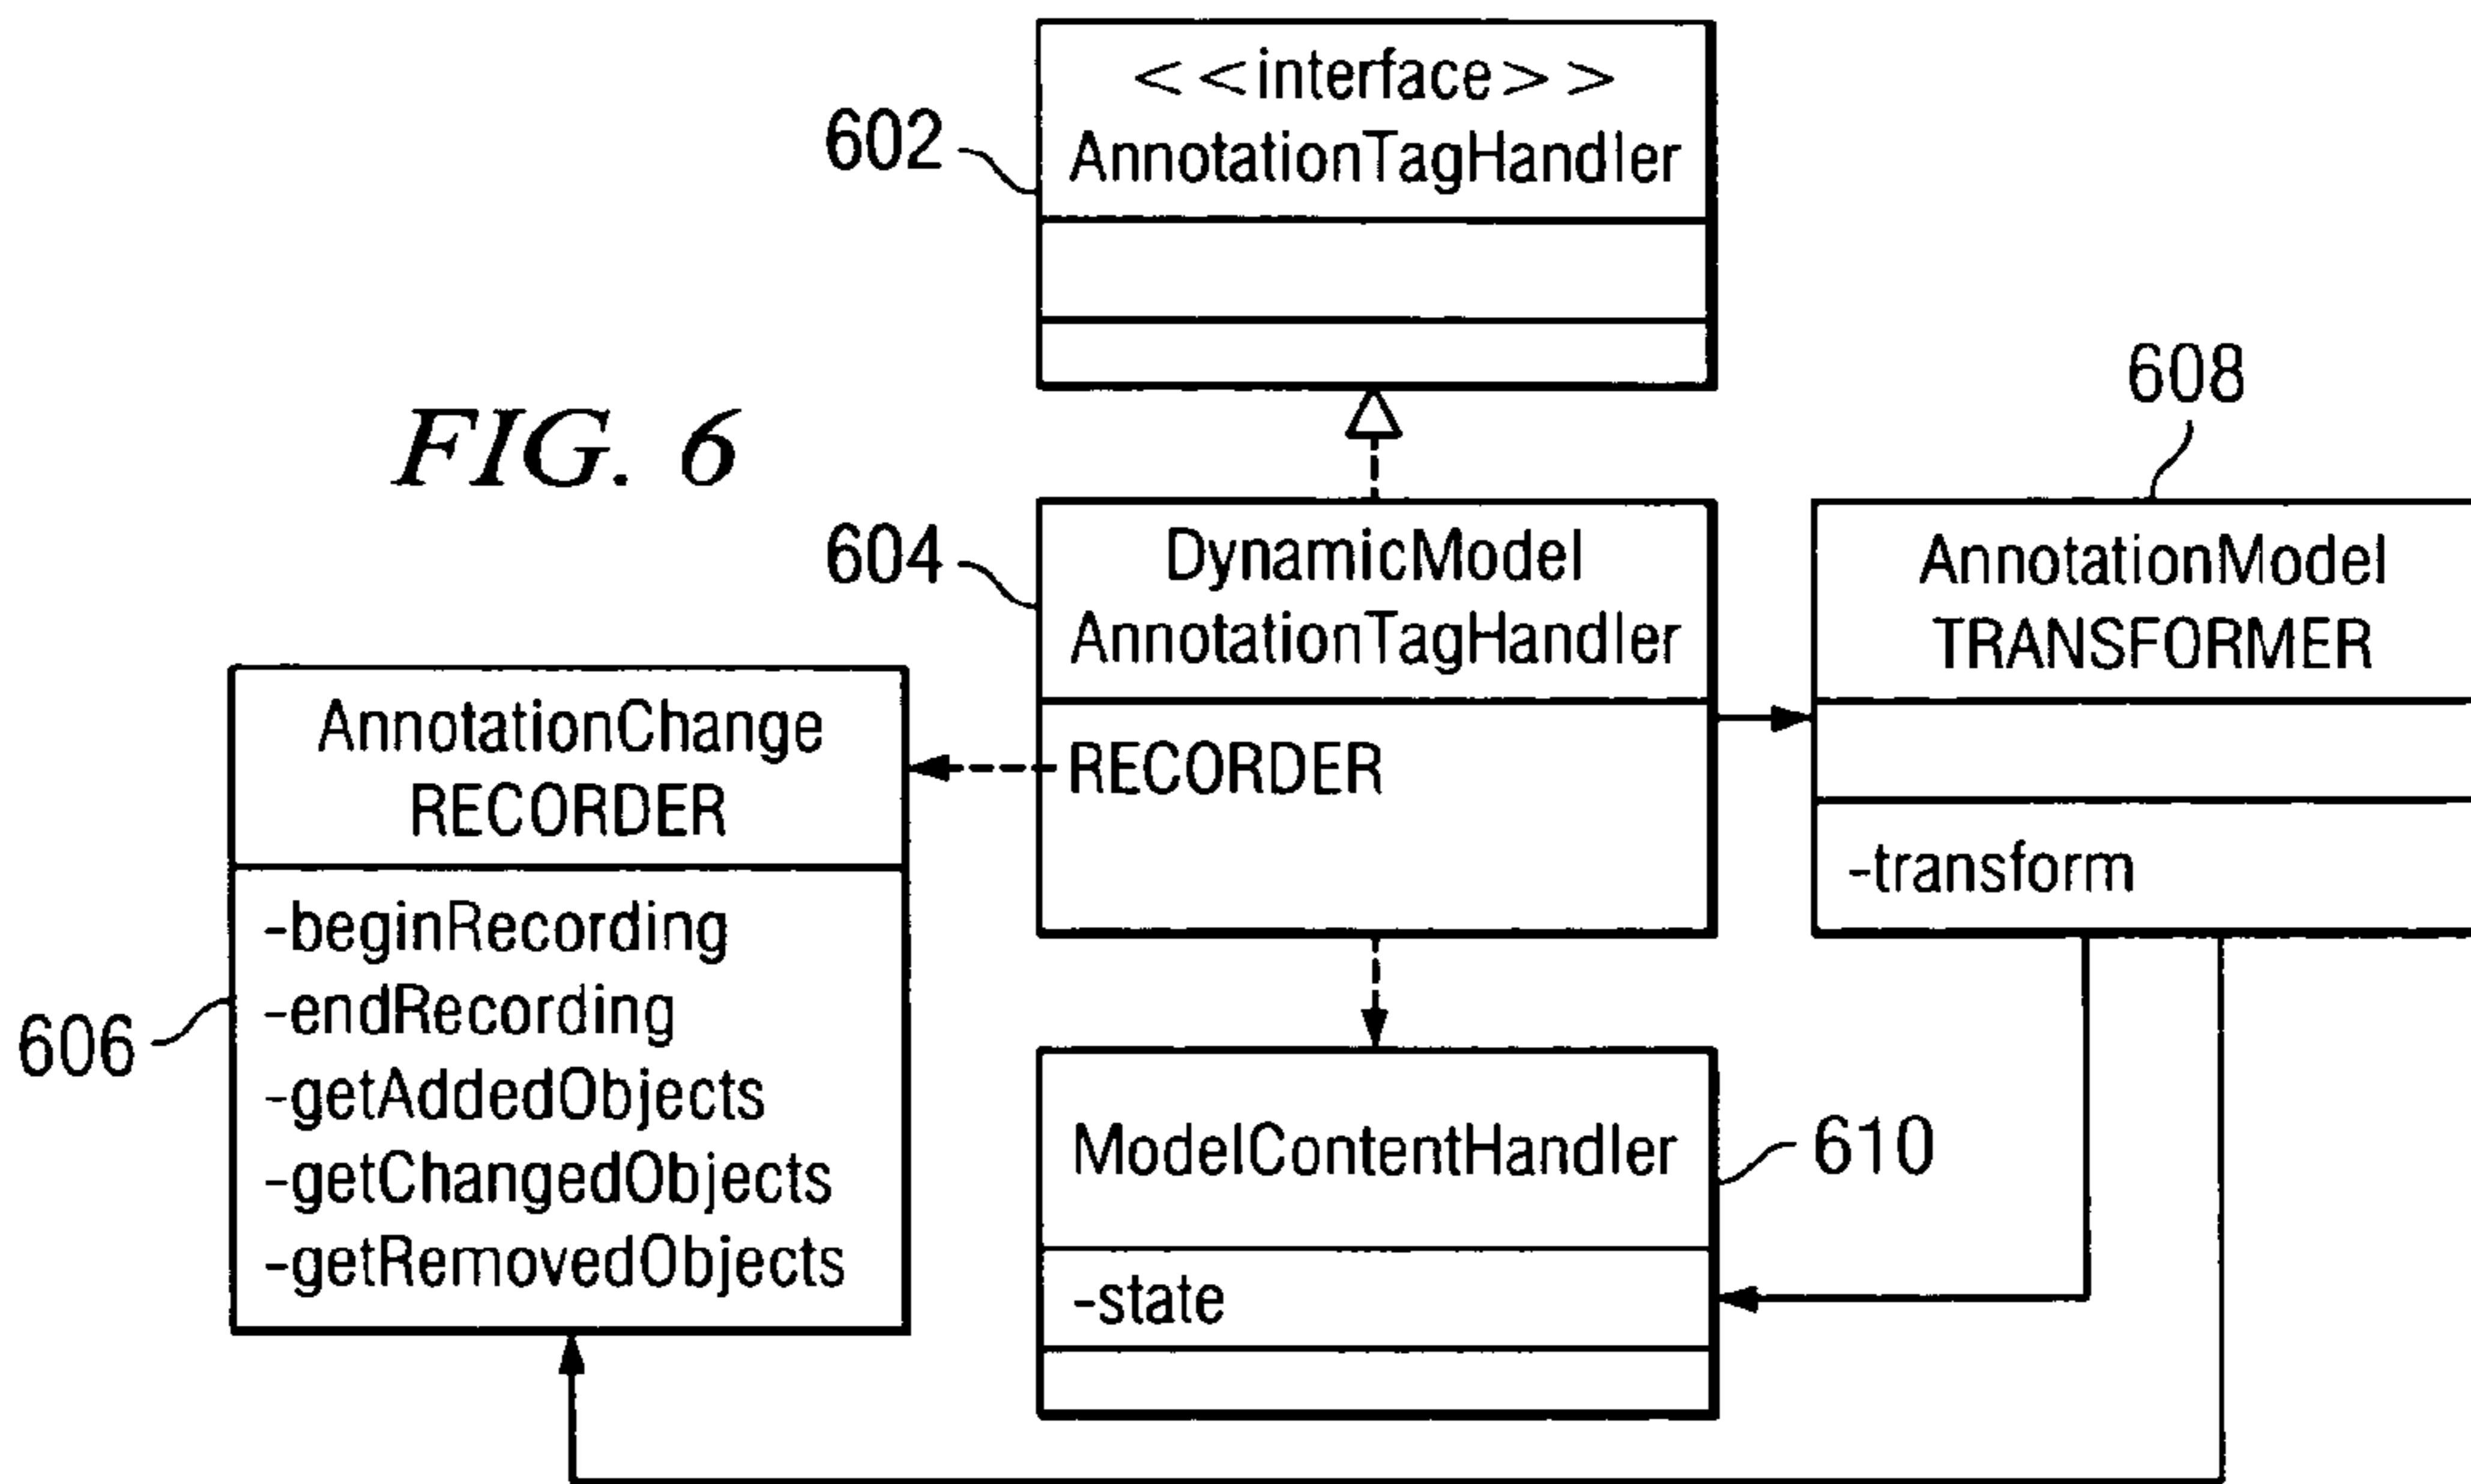 <<interface>>
AnnotationTagHandler
602
FIG. 6
608
604
DynamicModel
AnnotationTagHandler
RECORDER
AnnotationModel
TRANSFORMER
-transform
AnnotationChange
RECORDER
-beginRecording
-endRecording
-getAddedObjects
-getChangedObjects
-getRemovedObjects
606
ModelContentHandler
-state
610